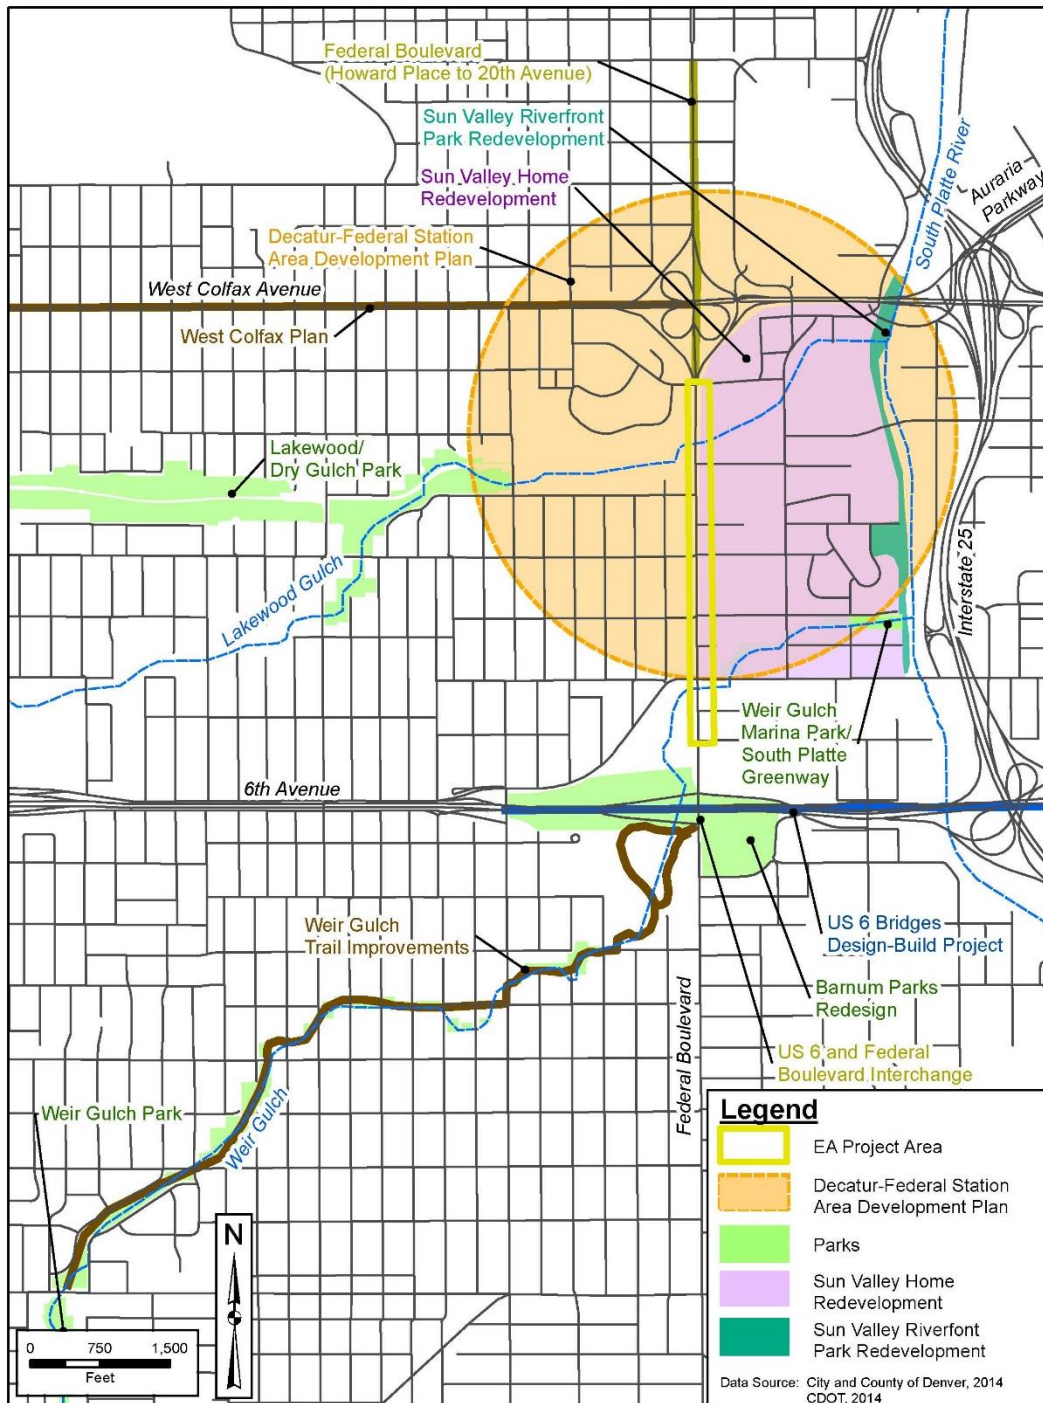 Federal Boulevard
(Howard Place to 20th Avenue)
Sun Valley Riverfront
Park Redevelopment
Sun Valley Home
Redevelopment
Decatur-Federal Station
Area Development Plan
Auraria
Parkway
South Platte River
West Colfax Avenue
West Colfax Plan
Lakewood/
Dry Gulch Park
Lakewood Gulch
Interstate 25
Weir Gulch
Marina Park/
South Platte
Greenway
6th Avenue
US 6 Bridges
Design-Build Project
Weir Gulch
Trail Improvements
Barnum Parks
Redesign
Federal Boulevard
US 6 and Federal
Boulevard Interchange
Weir Gulch Park
Weir Gulch
N
0 750 1,500
Feet
Legend
EA Project Area
Decatur-Federal Station
Area Development Plan
Parks
Sun Valley Home
Redevelopment
Sun Valley Riverfont
Park Redevelopment
Data Source: City and County of Denver, 2014
CDOT, 2014